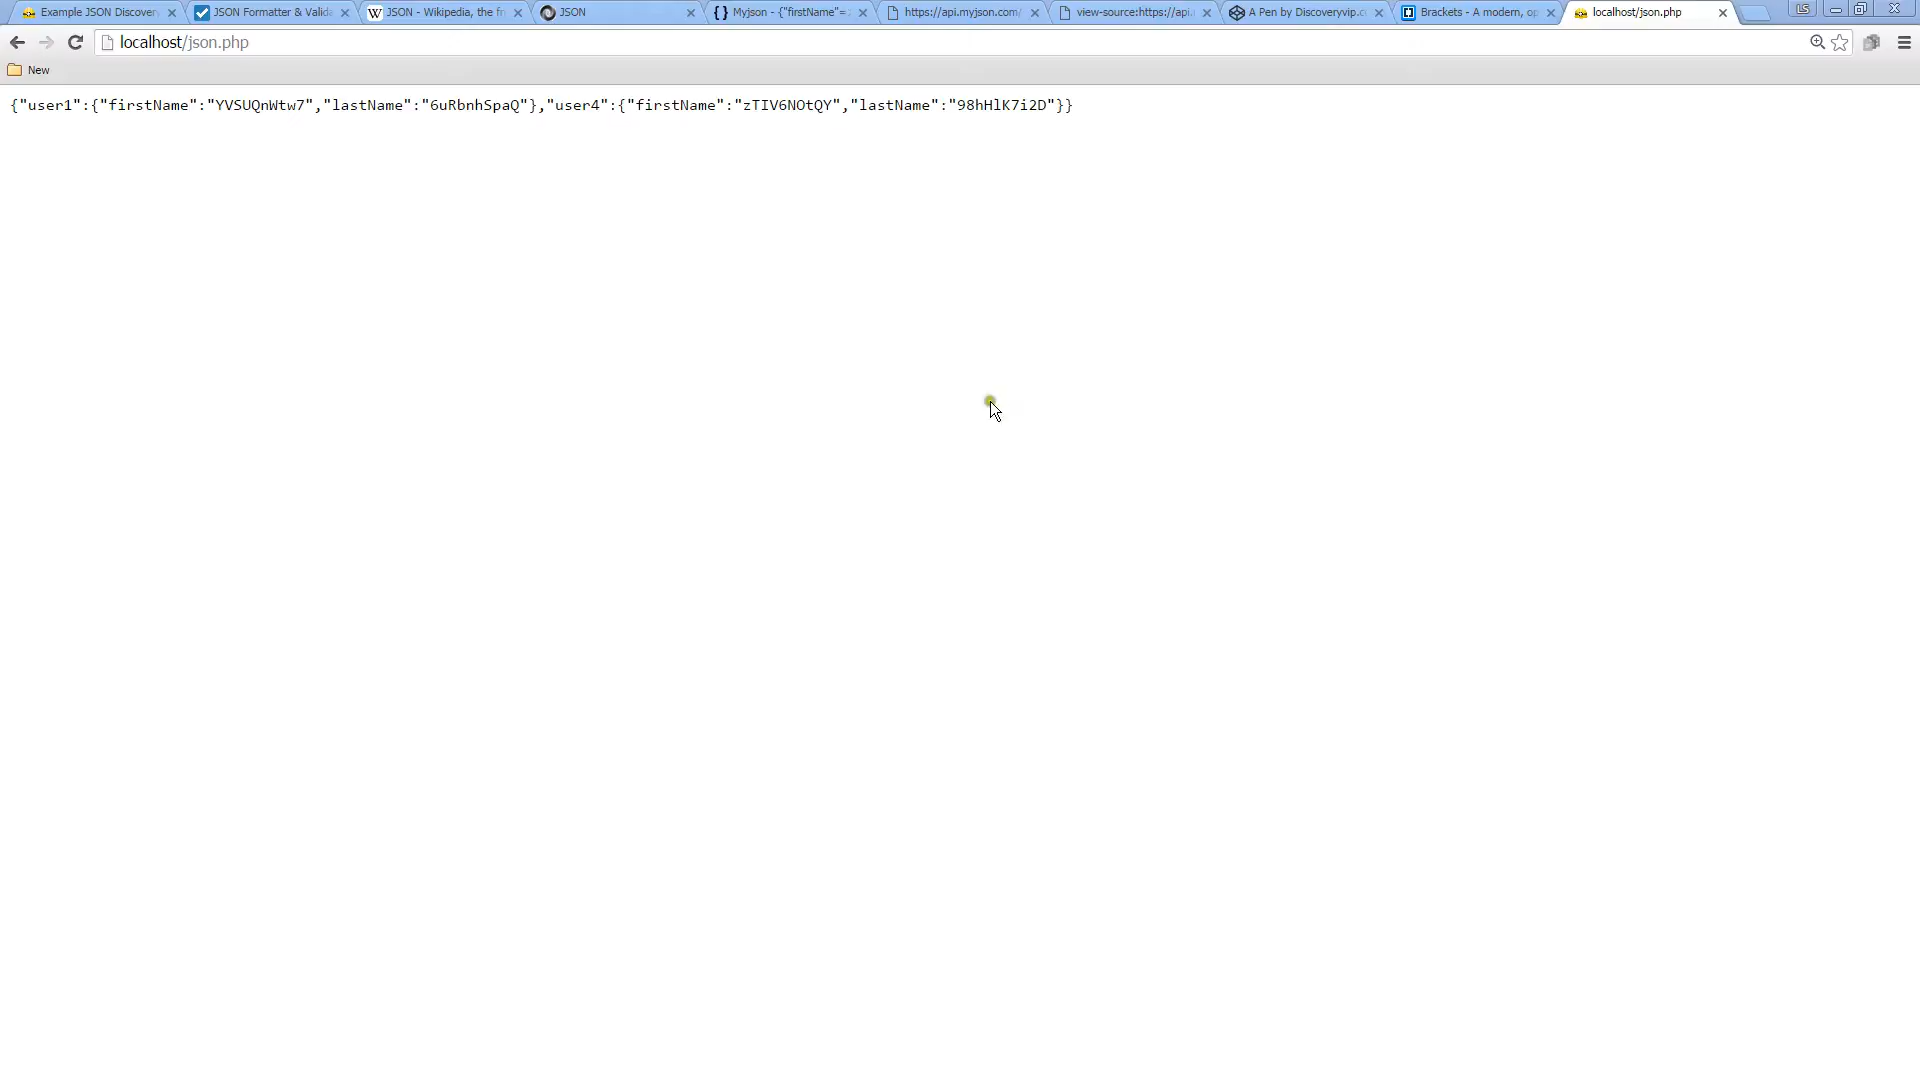 Example JSON Discover
JSON Formatter & Valid
JSON - Wikipedia, the fr
JSON
Myjson - {"firstName"=
https://api.myjson.com/
view-source:https://api.
A Pen by Discoveryvip.c
Brackets - A modern, op
localhost/json.php
LS
localhost/json.php
New
{"user1":{"firstName":"YVSUQnWtw7","lastName":"6uRbnhSpaQ"},"user4":{"firstName":"zTIV6NOtQY","lastName":"98hHlK7i2D"}}